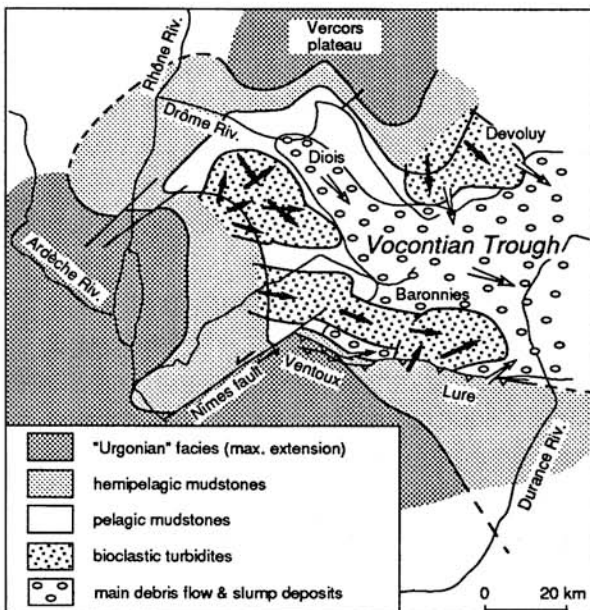 Vercors
plateau
Rhône Riv.
Drôme Riv.
Devoluy
Diois
Vocontian Trough
Ardèche Riv.
Baronnies
Nîmes fault
Ventoux
Lure
Durance Riv.
"Urgonian" facies (max. extension)
hemipelagic mudstones
pelagic mudstones
bioclastic turbidites
main debris flow & slump deposits
0 20 km